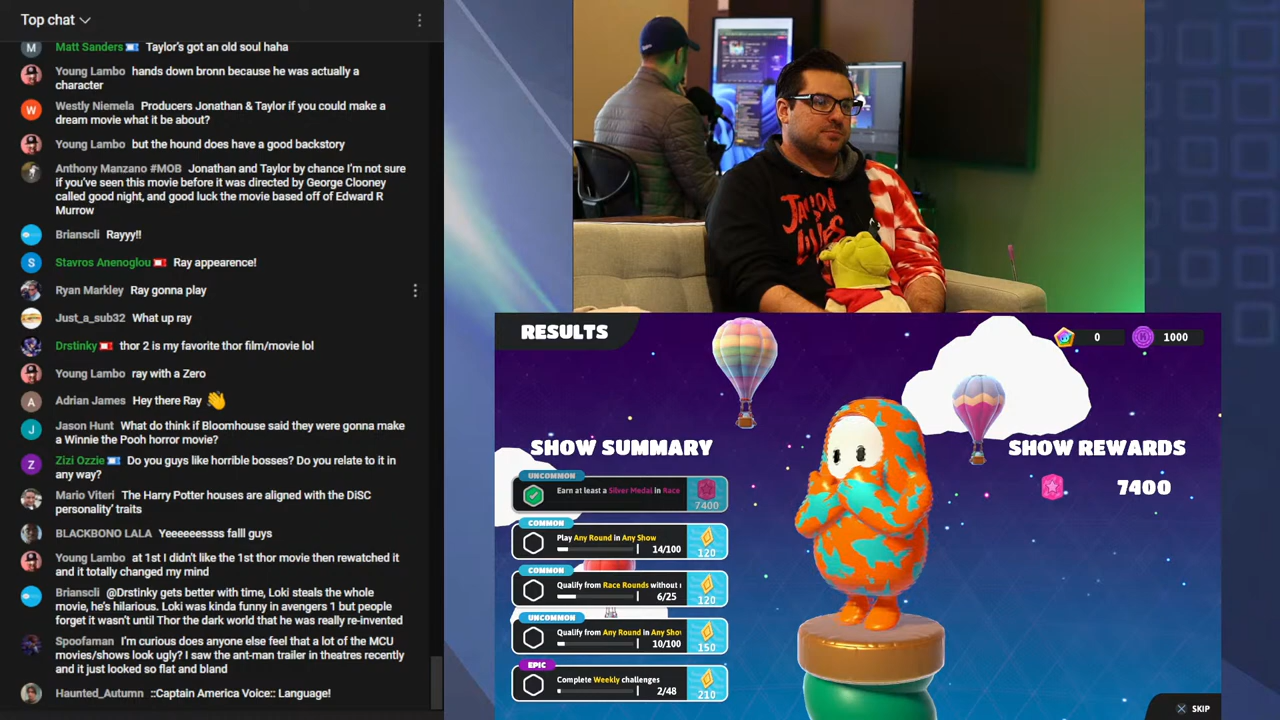 Top chat
M Matt Sanders Taylor's got an old soul haha
Young Lambo hands down bronn because he was actually a
character
W Westly Niemela Producers Jonathan & Taylor if you could make a
dream movie what it be about?
Young Lambo but the hound does have a good backstory
Anthony Manzano #MOB Jonathan and Taylor by chance I'm not sure
if you've seen this movie before it was directed by George Clooney
called good night, and good luck the movie based off of Edward R
Murrow
Brianscli Rayyy!!
S Stavros Anenoglou Ray appearence!
Ryan Markley Ray gonna play
Just_a_sub32 What up ray
Drstinky thor 2 is my favorite thor film/movie lol
Young Lambo ray with a Zero
A Adrian James Hey there Ray 👋
J Jason Hunt What do think if Bloomhouse said they were gonna make
a Winnie the Pooh horror movie?
Z Zizi Ozzie Do you guys like horrible bosses? Do you relate to it in
any way?
Mario Viteri The Harry Potter houses are aligned with the DiSC
personality' traits
BLACKBONO LALA Yeeeeessss falll guys
Young Lambo at 1st I didn't like the 1st thor movie then rewatched it
and it totally changed my mind
Brianscli @Drstinky gets better with time, Loki steals the whole
movie, he's hilarious. Loki was kinda funny in avengers 1 but people
forget it wasn't until Thor the dark world that he was really re-invented
Spoofaman I'm curious does anyone else feel that a lot of the MCU
movies/shows look ugly? I saw the ant-man trailer in theatres recently
and it just looked so flat and bland
Haunted_Autumn ::Captain America Voice:: Language!
JASON
LIVES
RESULTS
0
1000
SHOW SUMMARY
UNCOMMON
Earn at least a Silver Medal in Race
7400
COMMON
Play Any Round in Any Show
14/100
120
COMMON
Qualify from Race Rounds without
6/25
120
UNCOMMON
Qualify from Any Round in Any Sho
10/100
150
EPIC
Complete Weekly challenges
2/48
210
SHOW REWARDS
7400
SKIP